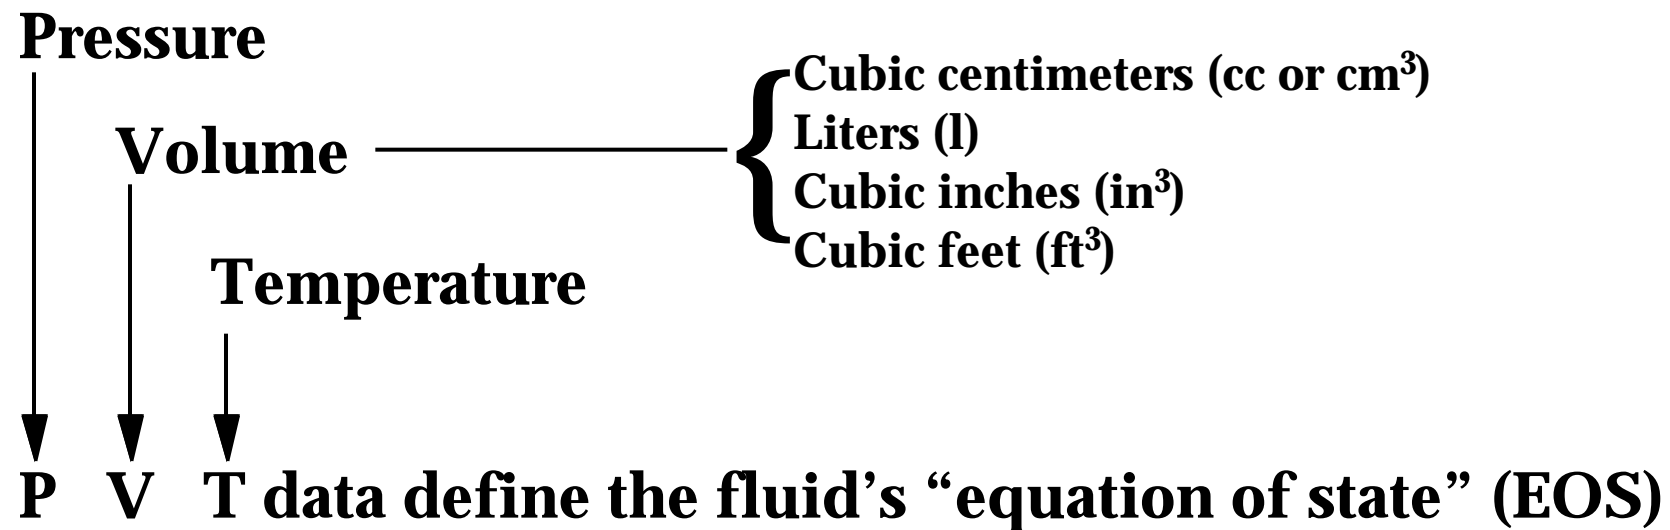 Pressure
Cubic centimeters (cc or cm³)
Volume
Liters (l)
Cubic inches (in³)
Cubic feet (ft³)
Temperature
P V T data define the fluid’s “equation of state” (EOS)